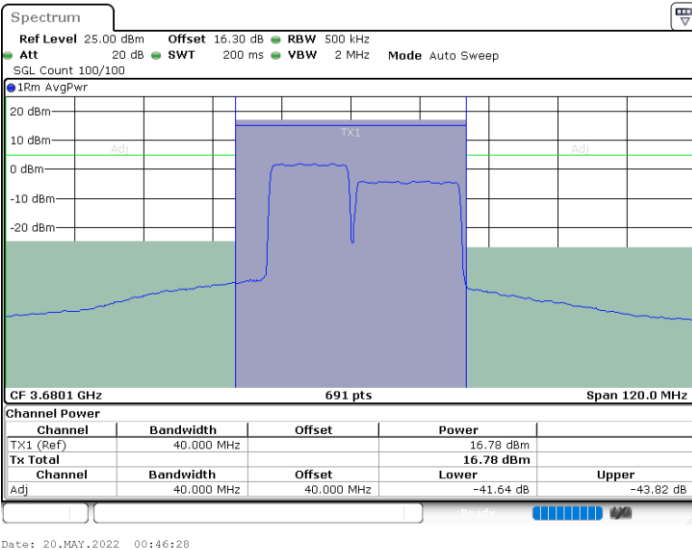 Spectrum
Ref Level 25.00 dBm Offset 16.30 dB RBW 500 kHz
Att 20 dB SWT 200 ms VBW 2 MHz Mode Auto Sweep
SGL Count 100/100
1Rm AvgPwr
20 dBm
TX1
10 dBm
Adj Adj
0 dBm
-10 dBm
-20 dBm
CF 3.6801 GHz 691 pts Span 120.0 MHz
Channel Power
Channel Bandwidth Offset Power
TX1 (Ref) 40.000 MHz 16.78 dBm
Tx Total 16.78 dBm
Channel Bandwidth Offset Lower Upper
Adj 40.000 MHz 40.000 MHz -41.64 dB -43.82 dB
Ready
Date: 20.MAY.2022 00:46:28